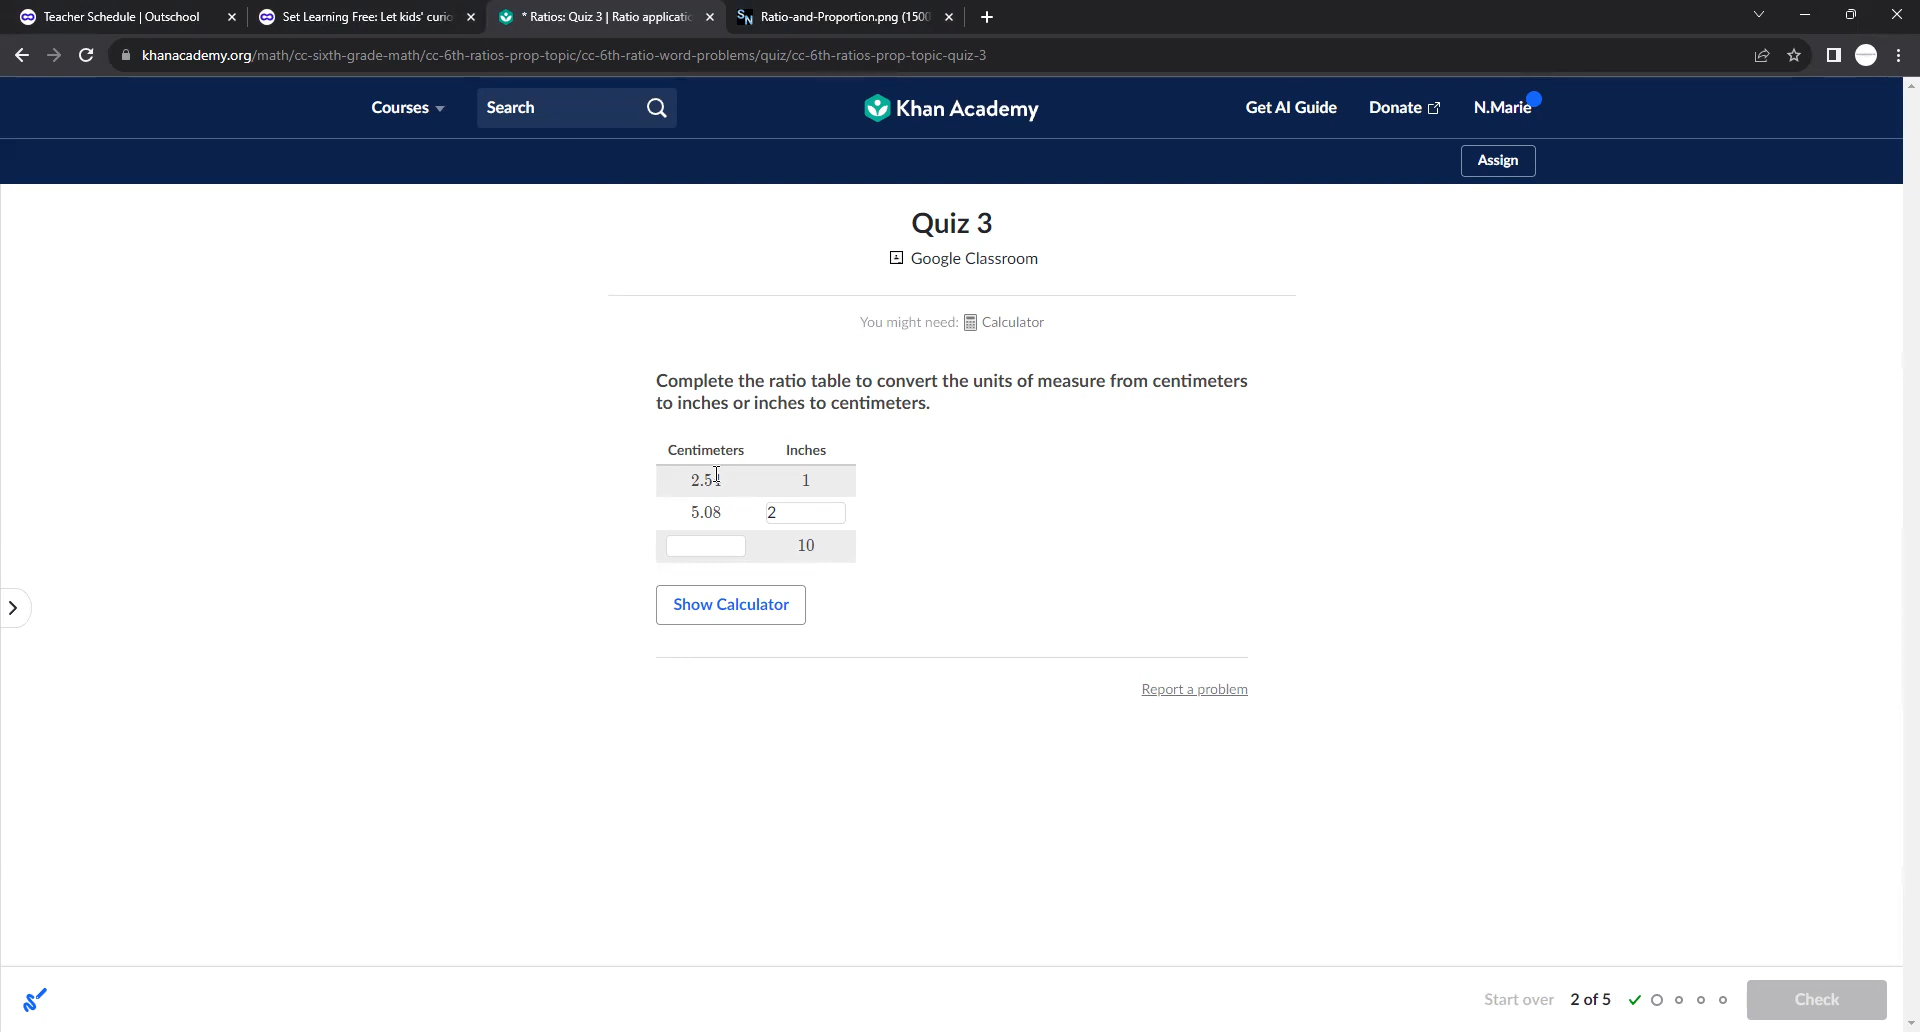 Teacher Schedule | Outschool
Set Learning Free: Let kids' curio
* Ratios: Quiz 3 | Ratio applicatic
Ratio-and-Proportion.png (1500
khanacademy.org/math/cc-sixth-grade-math/cc-6th-ratios-prop-topic/cc-6th-ratio-word-problems/quiz/cc-6th-ratios-prop-topic-quiz-3
Courses
Search
Khan Academy
Get AI Guide
Donate
N.Marie
Assign
Quiz 3
Google Classroom
You might need: Calculator
Complete the ratio table to convert the units of measure from centimeters
to inches or inches to centimeters.
Centimeters Inches
2.54 1
5.08 2
10
Show Calculator
Report a problem
Start over 2 of 5 Check